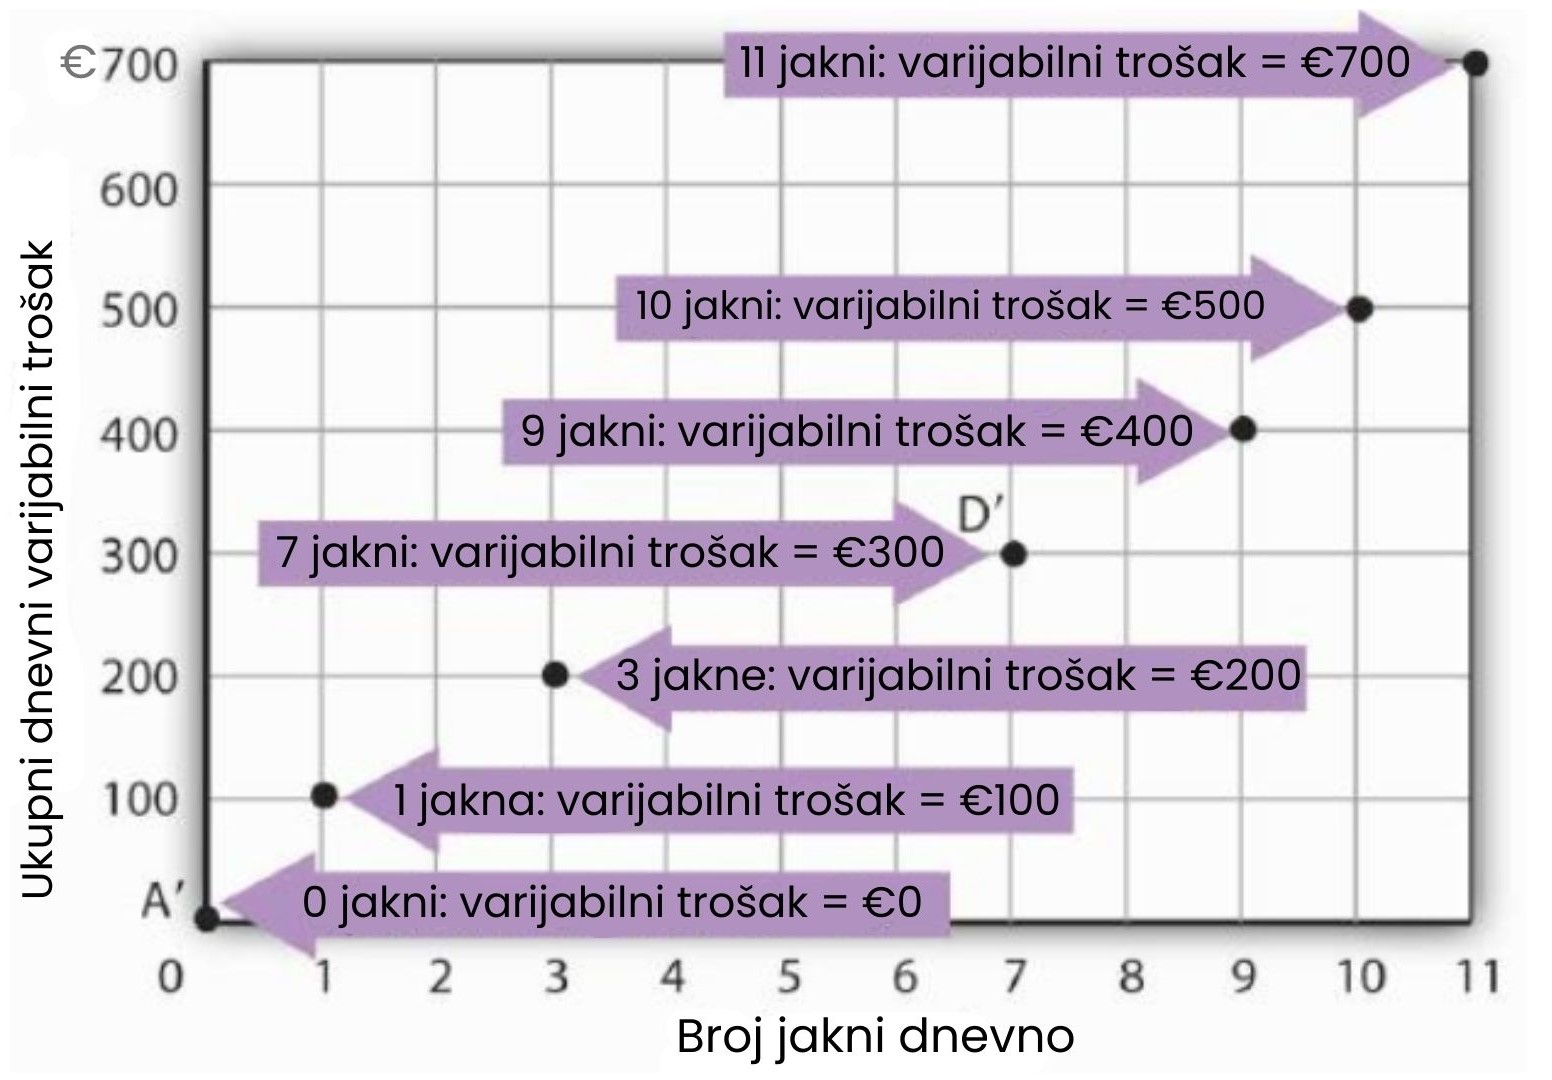 €700
11 jakni: varijabilni trošak = €700
600
500
10 jakni: varijabilni trošak = €500
400
9 jakni: varijabilni trošak = €400
D′
300
7 jakni: varijabilni trošak = €300
200
3 jakne: varijabilni trošak = €200
100
1 jakna: varijabilni trošak = €100
A′
0 jakni: varijabilni trošak = €0
0 1 2 3 4 5 6 7 8 9 10 11
Broj jakni dnevno
Ukupni dnevni varijabilni trošak